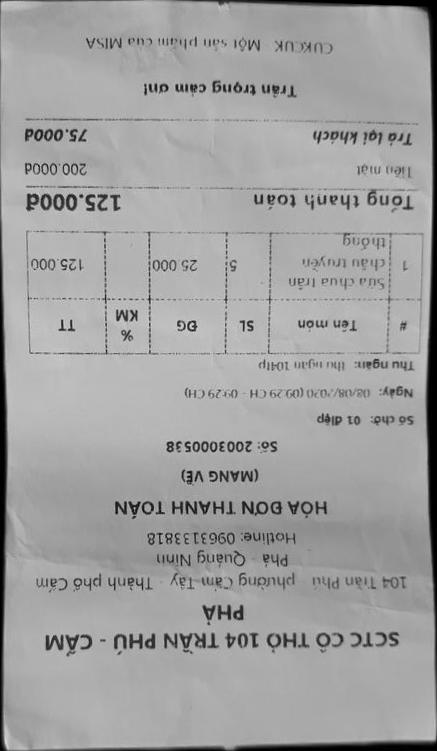 SCTC CÔ THỎ 104 TRẦN PHÚ - CẨM
PHẢ
104 Trần Phú phường Cẩm Tây - Thành phố Cẩm
Phả - Quảng Ninh
Hotline: 0963133818
HÓA ĐƠN THANH TOÁN
(MANG VỀ)
Số: 2003000538
Số chờ: 01 điệp
Ngày: 08/08/2020 (09:29 CH - 09:29 CH)
Thu ngân: thu ngân 104tp
# Tên món SL ĐG % KM TT
1 Sữa chua trân châu truyền thống 5 25.000 125.000
Tổng thanh toán 125.000đ
Tiền mặt 200.000đ
Trả lại khách 75.000đ
Trân trọng cảm ơn!
CUKCUK - Một sản phẩm của MISA